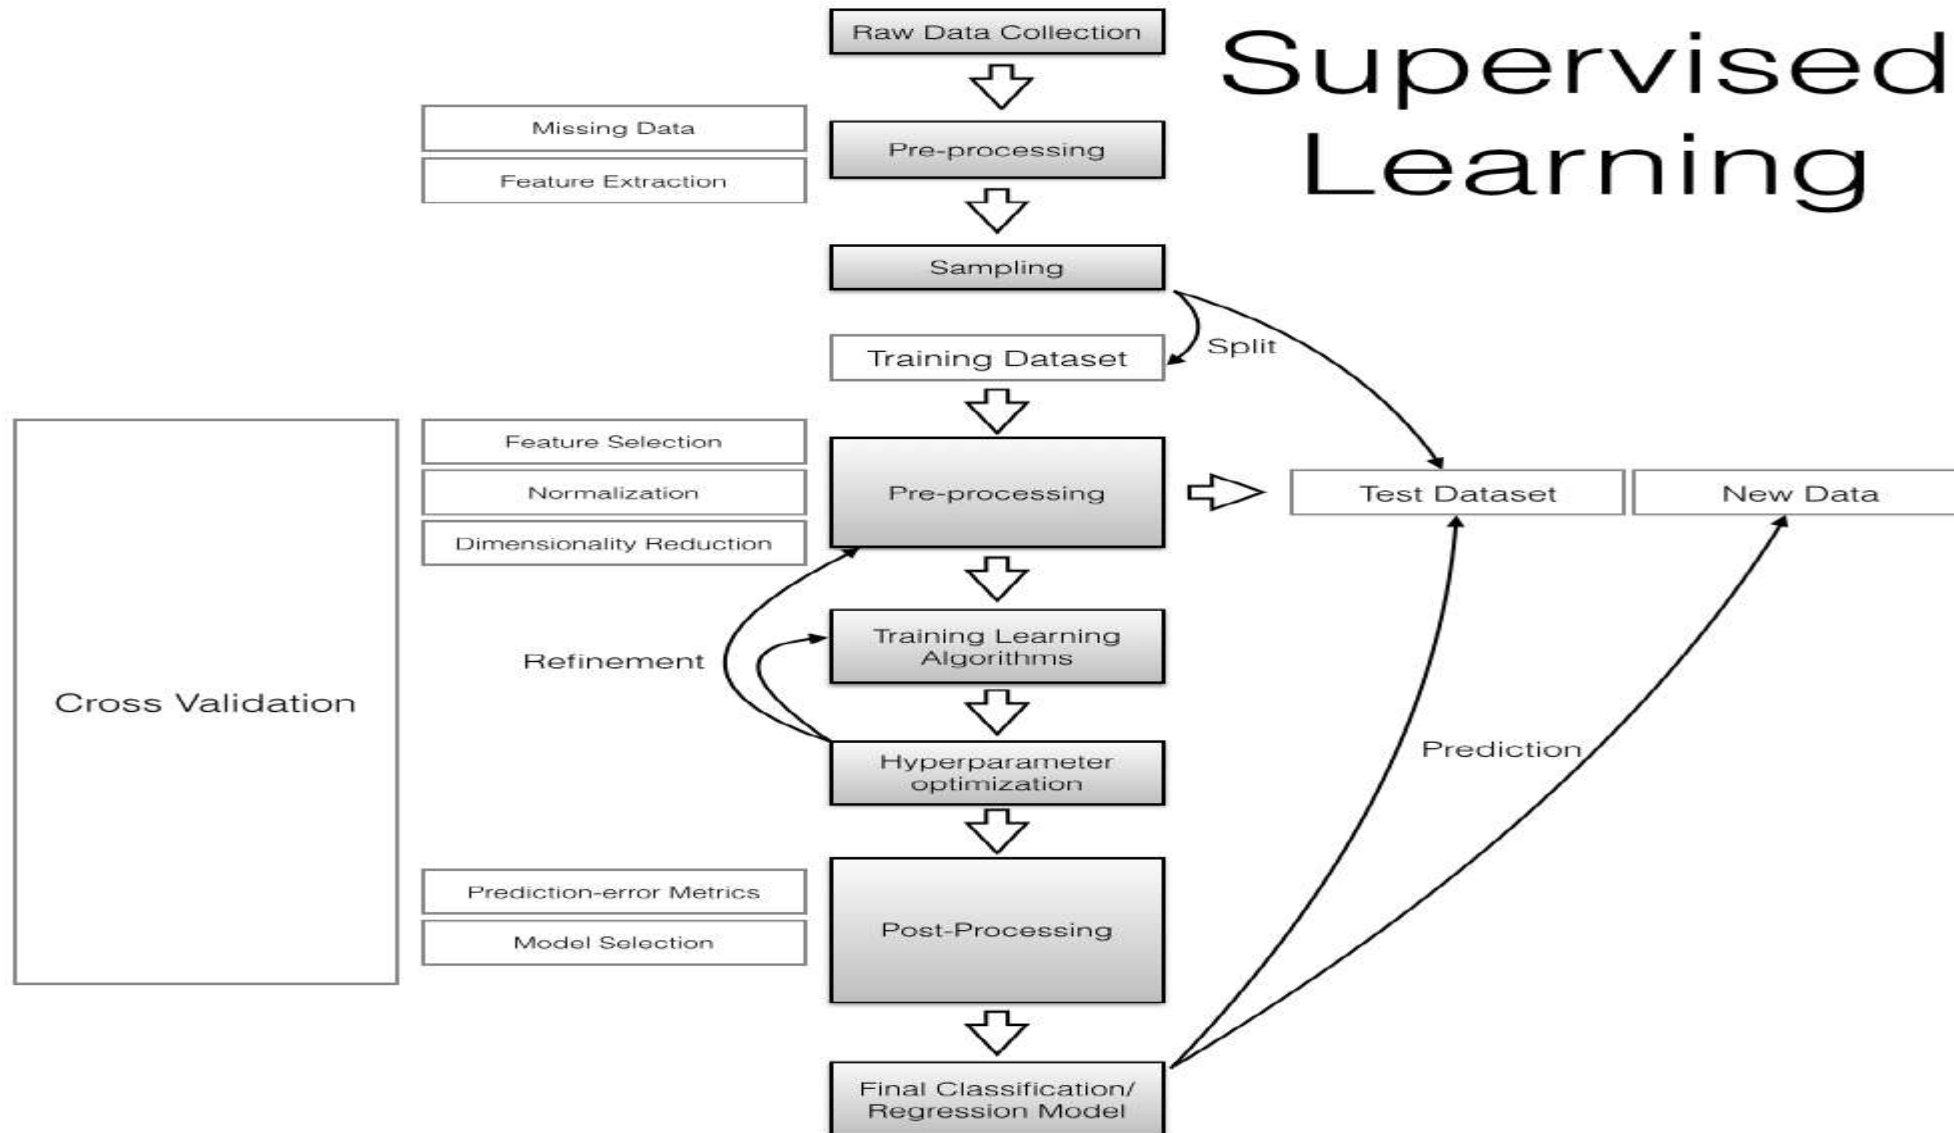 Supervised
Learning
Raw Data Collection
Missing Data
Pre-processing
Feature Extraction
Sampling
Split
Training Dataset
Feature Selection
Normalization
Pre-processing
Test Dataset
New Data
Dimensionality Reduction
Training Learning
Algorithms
Refinement
Cross Validation
Hyperparameter
optimization
Prediction
Prediction-error Metrics
Post-Processing
Model Selection
Final Classification/
Regression Model